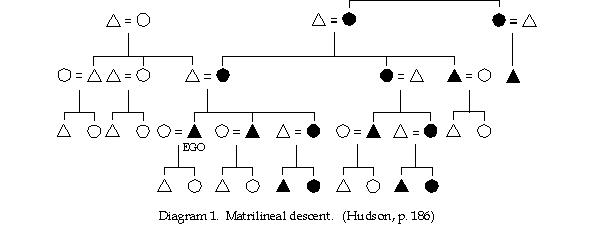 EGO
Diagram 1. Matrilineal descent. (Hudson, p. 186)